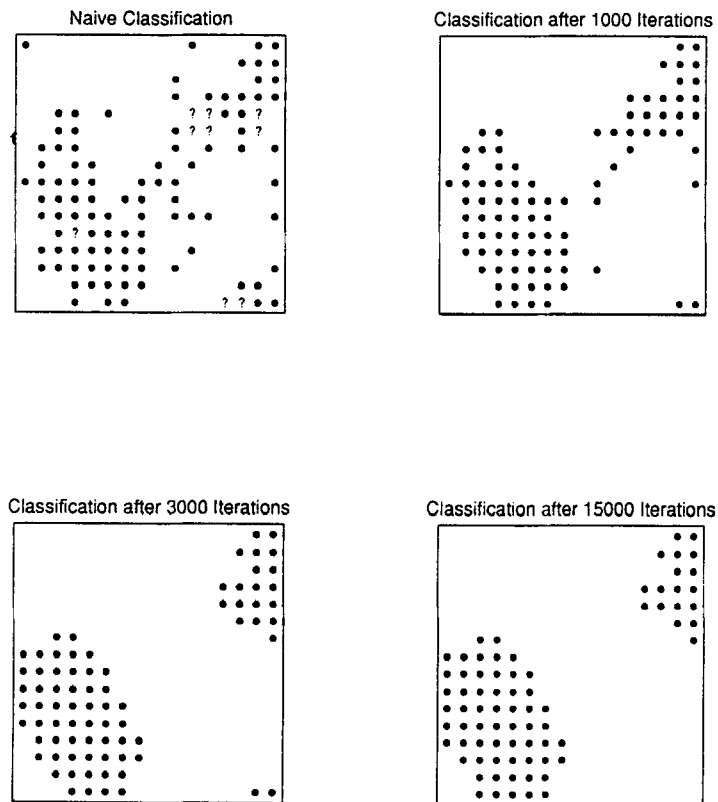 Naive Classification
Classification after 1000 Iterations
? ? ?
? ? ?
?
? ?
Classification after 3000 Iterations
Classification after 15000 Iterations